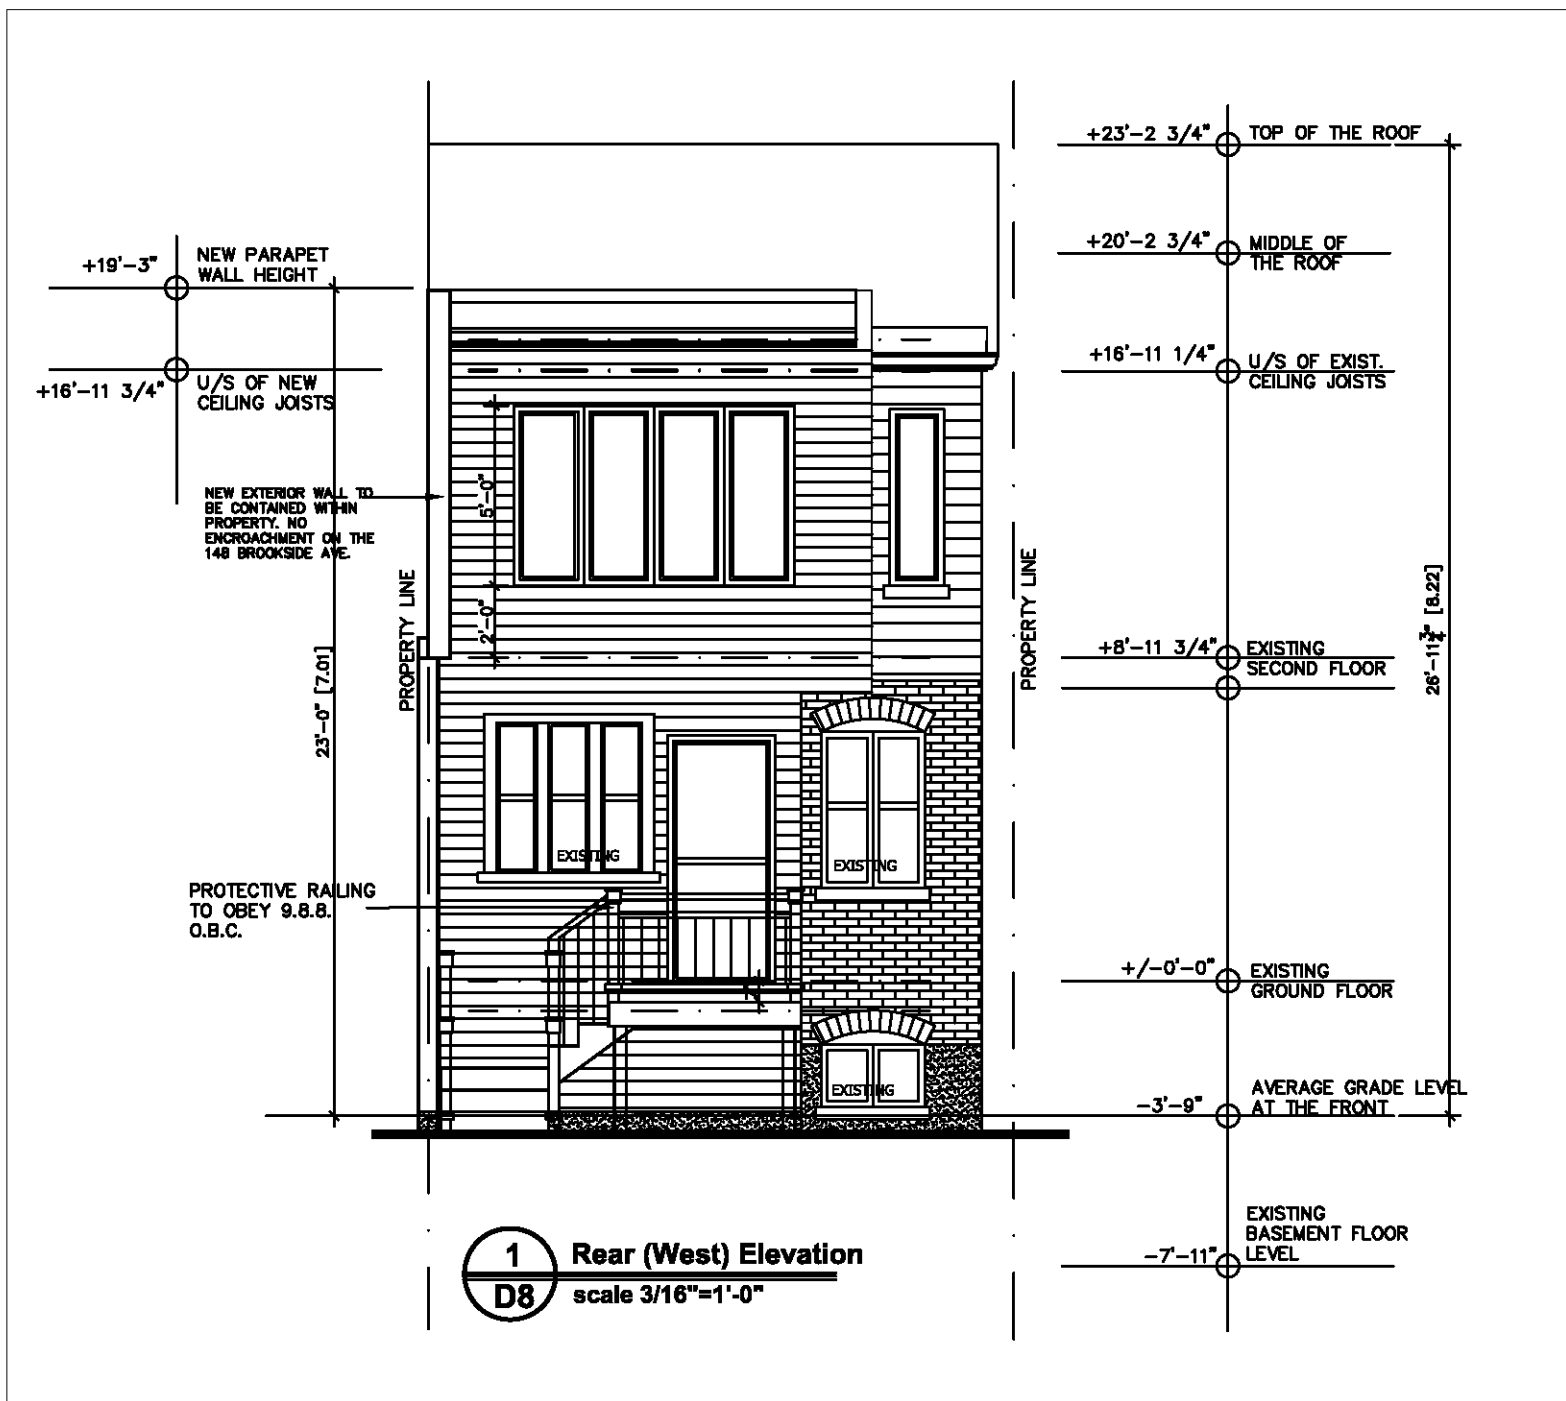 +23'-2 3/4"
TOP OF THE ROOF
+20'-2 3/4"
MIDDLE OF
THE ROOF
+19'-3"
NEW PARAPET
WALL HEIGHT
+16'-11 1/4"
U/S OF EXIST.
CEILING JOISTS
+16'-11 3/4"
U/S OF NEW
CEILING JOISTS
NEW EXTERIOR WALL TO
BE CONTAINED WITHIN
PROPERTY. NO
ENCROACHMENT ON THE
148 BROOKSIDE AVE.
5'-0"
2'-0"
PROPERTY LINE
PROPERTY LINE
23'-0" [7.01]
26'-11 3/4" [8.22]
+8'-11 3/4"
EXISTING
SECOND FLOOR
EXISTING
EXISTING
PROTECTIVE RAILING
TO OBEY 9.8.8.
O.B.C.
+/-0'-0"
EXISTING
GROUND FLOOR
EXISTING
-3'-9"
AVERAGE GRADE LEVEL
AT THE FRONT
-7'-11"
EXISTING
BASEMENT FLOOR
LEVEL
1
D8
Rear (West) Elevation
scale 3/16"=1'-0"